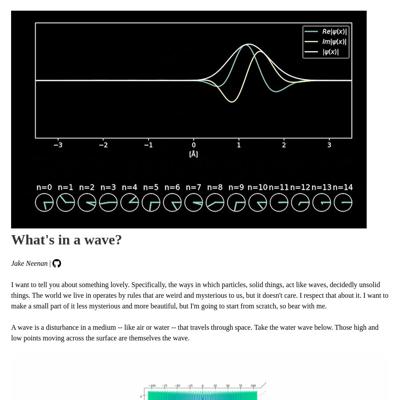 Re|ψ(x)|
Im|ψ(x)|
|ψ(x)|
−3 −2 −1 0 1 2 3
[Å]
n=0 n=1 n=2 n=3 n=4 n=5 n=6 n=7 n=8 n=9 n=10 n=11 n=12 n=13 n=14
What's in a wave?
Jake Neenan |
I want to tell you about something lovely. Specifically, the ways in which particles, solid things, act like waves, decidedly unsolid
things. The world we live in operates by rules that are weird and mysterious to us, but it doesn't care. I respect that about it. I want to
make a small part of it less mysterious and more beautiful, but I'm going to start from scratch, so bear with me.
A wave is a disturbance in a medium -- like air or water -- that travels through space. Take the water wave below. Those high and
low points moving across the surface are themselves the wave.